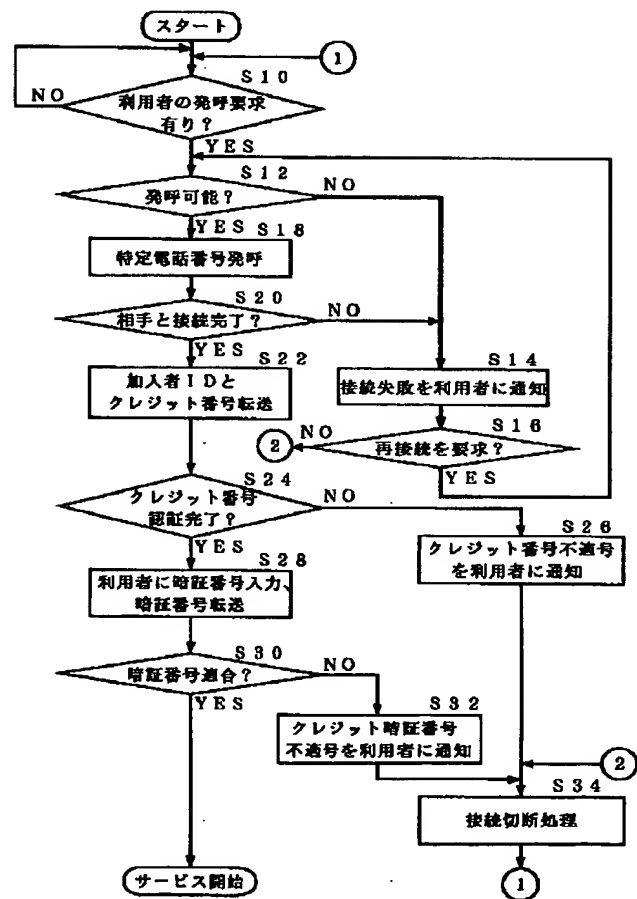 スタート
1
S10
NO
利用者の発呼要求
有り?
YES
S12
発呼可能?
NO
YES
S18
特定電話番号発呼
S20
相手と接続完了?
NO
YES
S22
加入者IDと
クレジット番号転送
S14
接続失敗を利用者に通知
S16
2
NO
再接続を要求?
YES
S24
クレジット番号
認証完了?
NO
YES
S26
クレジット番号不適号
を利用者に通知
S28
利用者に暗証番号入力、
暗証番号転送
S30
暗証番号適合?
NO
YES
S32
クレジット暗証番号
不適号を利用者に通知
2
S34
接続切断処理
サービス開始
1